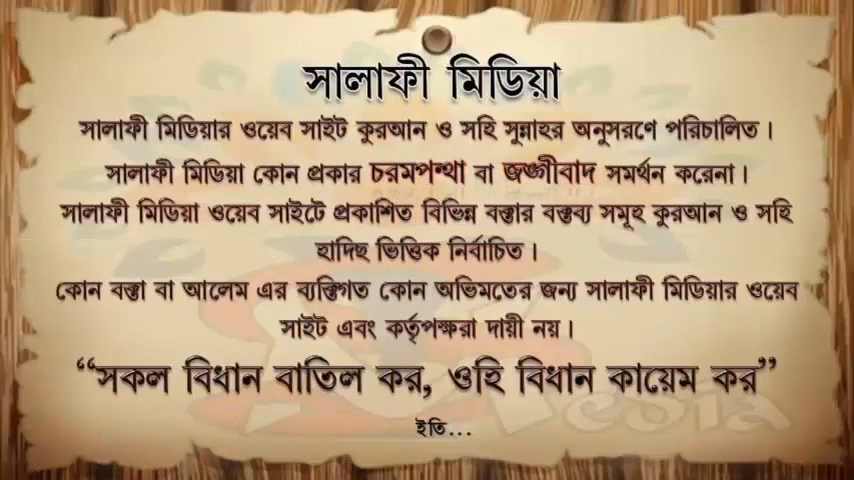 সালাফী মিডিয়া
সালাফী মিডিয়ার ওয়েব সাইট কুরআন ও সহি সুন্নাহর অনুসরণে পরিচালিত।
সালাফী মিডিয়া কোন প্রকার চরমপন্থা বা জঙ্গীবাদ সমর্থন করেনা।
সালাফী মিডিয়া ওয়েব সাইটে প্রকাশিত বিভিন্ন বক্তার বক্তব্য সমূহ কুরআন ও সহি
হাদিছ ভিত্তিক নির্বাচিত।
কোন বক্তা বা আলেম এর ব্যক্তিগত কোন অভিমতের জন্য সালাফী মিডিয়ার ওয়েব
সাইট এবং কর্তৃপক্ষরা দায়ী নয়।
“সকল বিধান বাতিল কর, ওহি বিধান কায়েম কর”
ইতি...